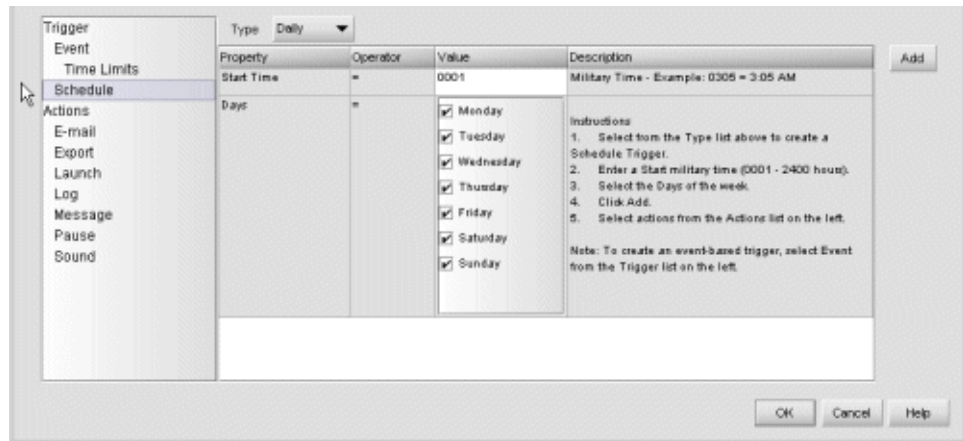 Trigger
Event
Time Limits
Schedule
Actions
E-mail
Export
Launch
Log
Message
Pause
Sound
Type Daily
Property Operator Value Description
Start Time = 0001 Military Time - Example: 0305 = 3:05 AM
Days =
Monday
Tuesday
Wednesday
Thursday
Friday
Saturday
Sunday
Instructions
1. Select from the Type list above to create a
Schedule Trigger.
2. Enter a Start military time (0001 - 2400 hours).
3. Select the Days of the week.
4. Click Add.
5. Select actions from the Actions list on the left.
Note: To create an event-based trigger, select Event
from the Trigger list on the left.
Add
OK Cancel Help